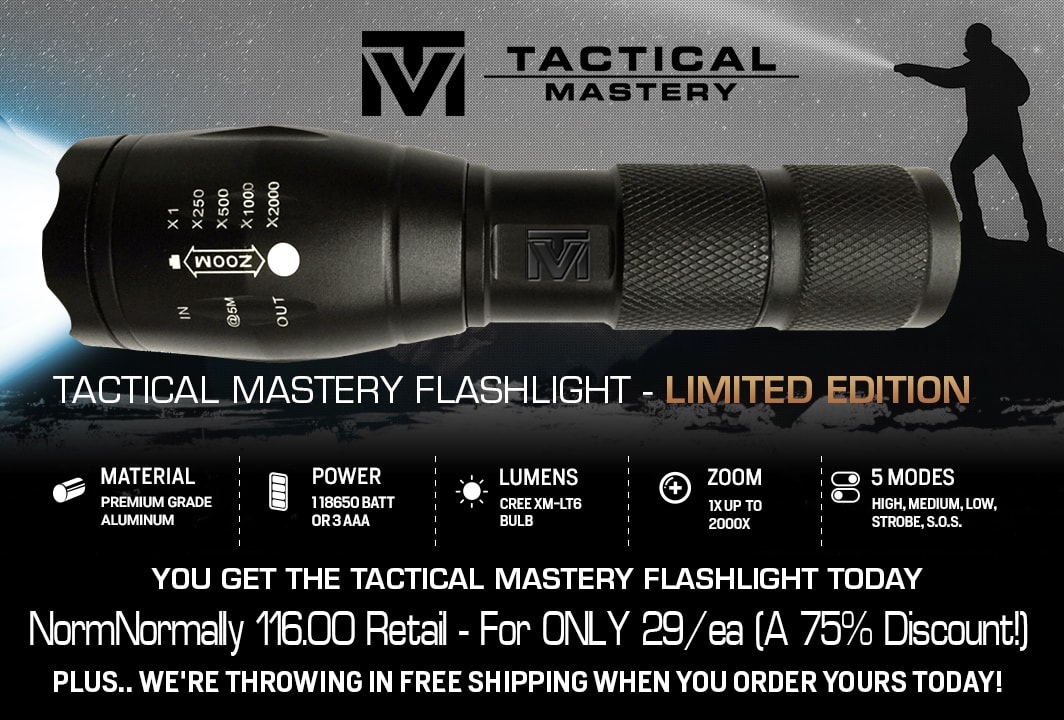 TM TACTICAL
MASTERY
X1
X250
X500
X1000
X2000
ZOOM
IN
@5M
OUT
TM
TACTICAL MASTERY FLASHLIGHT - LIMITED EDITION
MATERIAL
PREMIUM GRADE
ALUMINUM
POWER
118650 BATT
OR 3 AAA
LUMENS
CREE XM-LT6
BULB
ZOOM
1X UP TO
2000X
5 MODES
HIGH, MEDIUM, LOW,
STROBE, S.O.S.
YOU GET THE TACTICAL MASTERY FLASHLIGHT TODAY
NormNormally 116.00 Retail - For ONLY 29/ea (A 75% Discount!)
PLUS.. WE'RE THROWING IN FREE SHIPPING WHEN YOU ORDER YOURS TODAY!